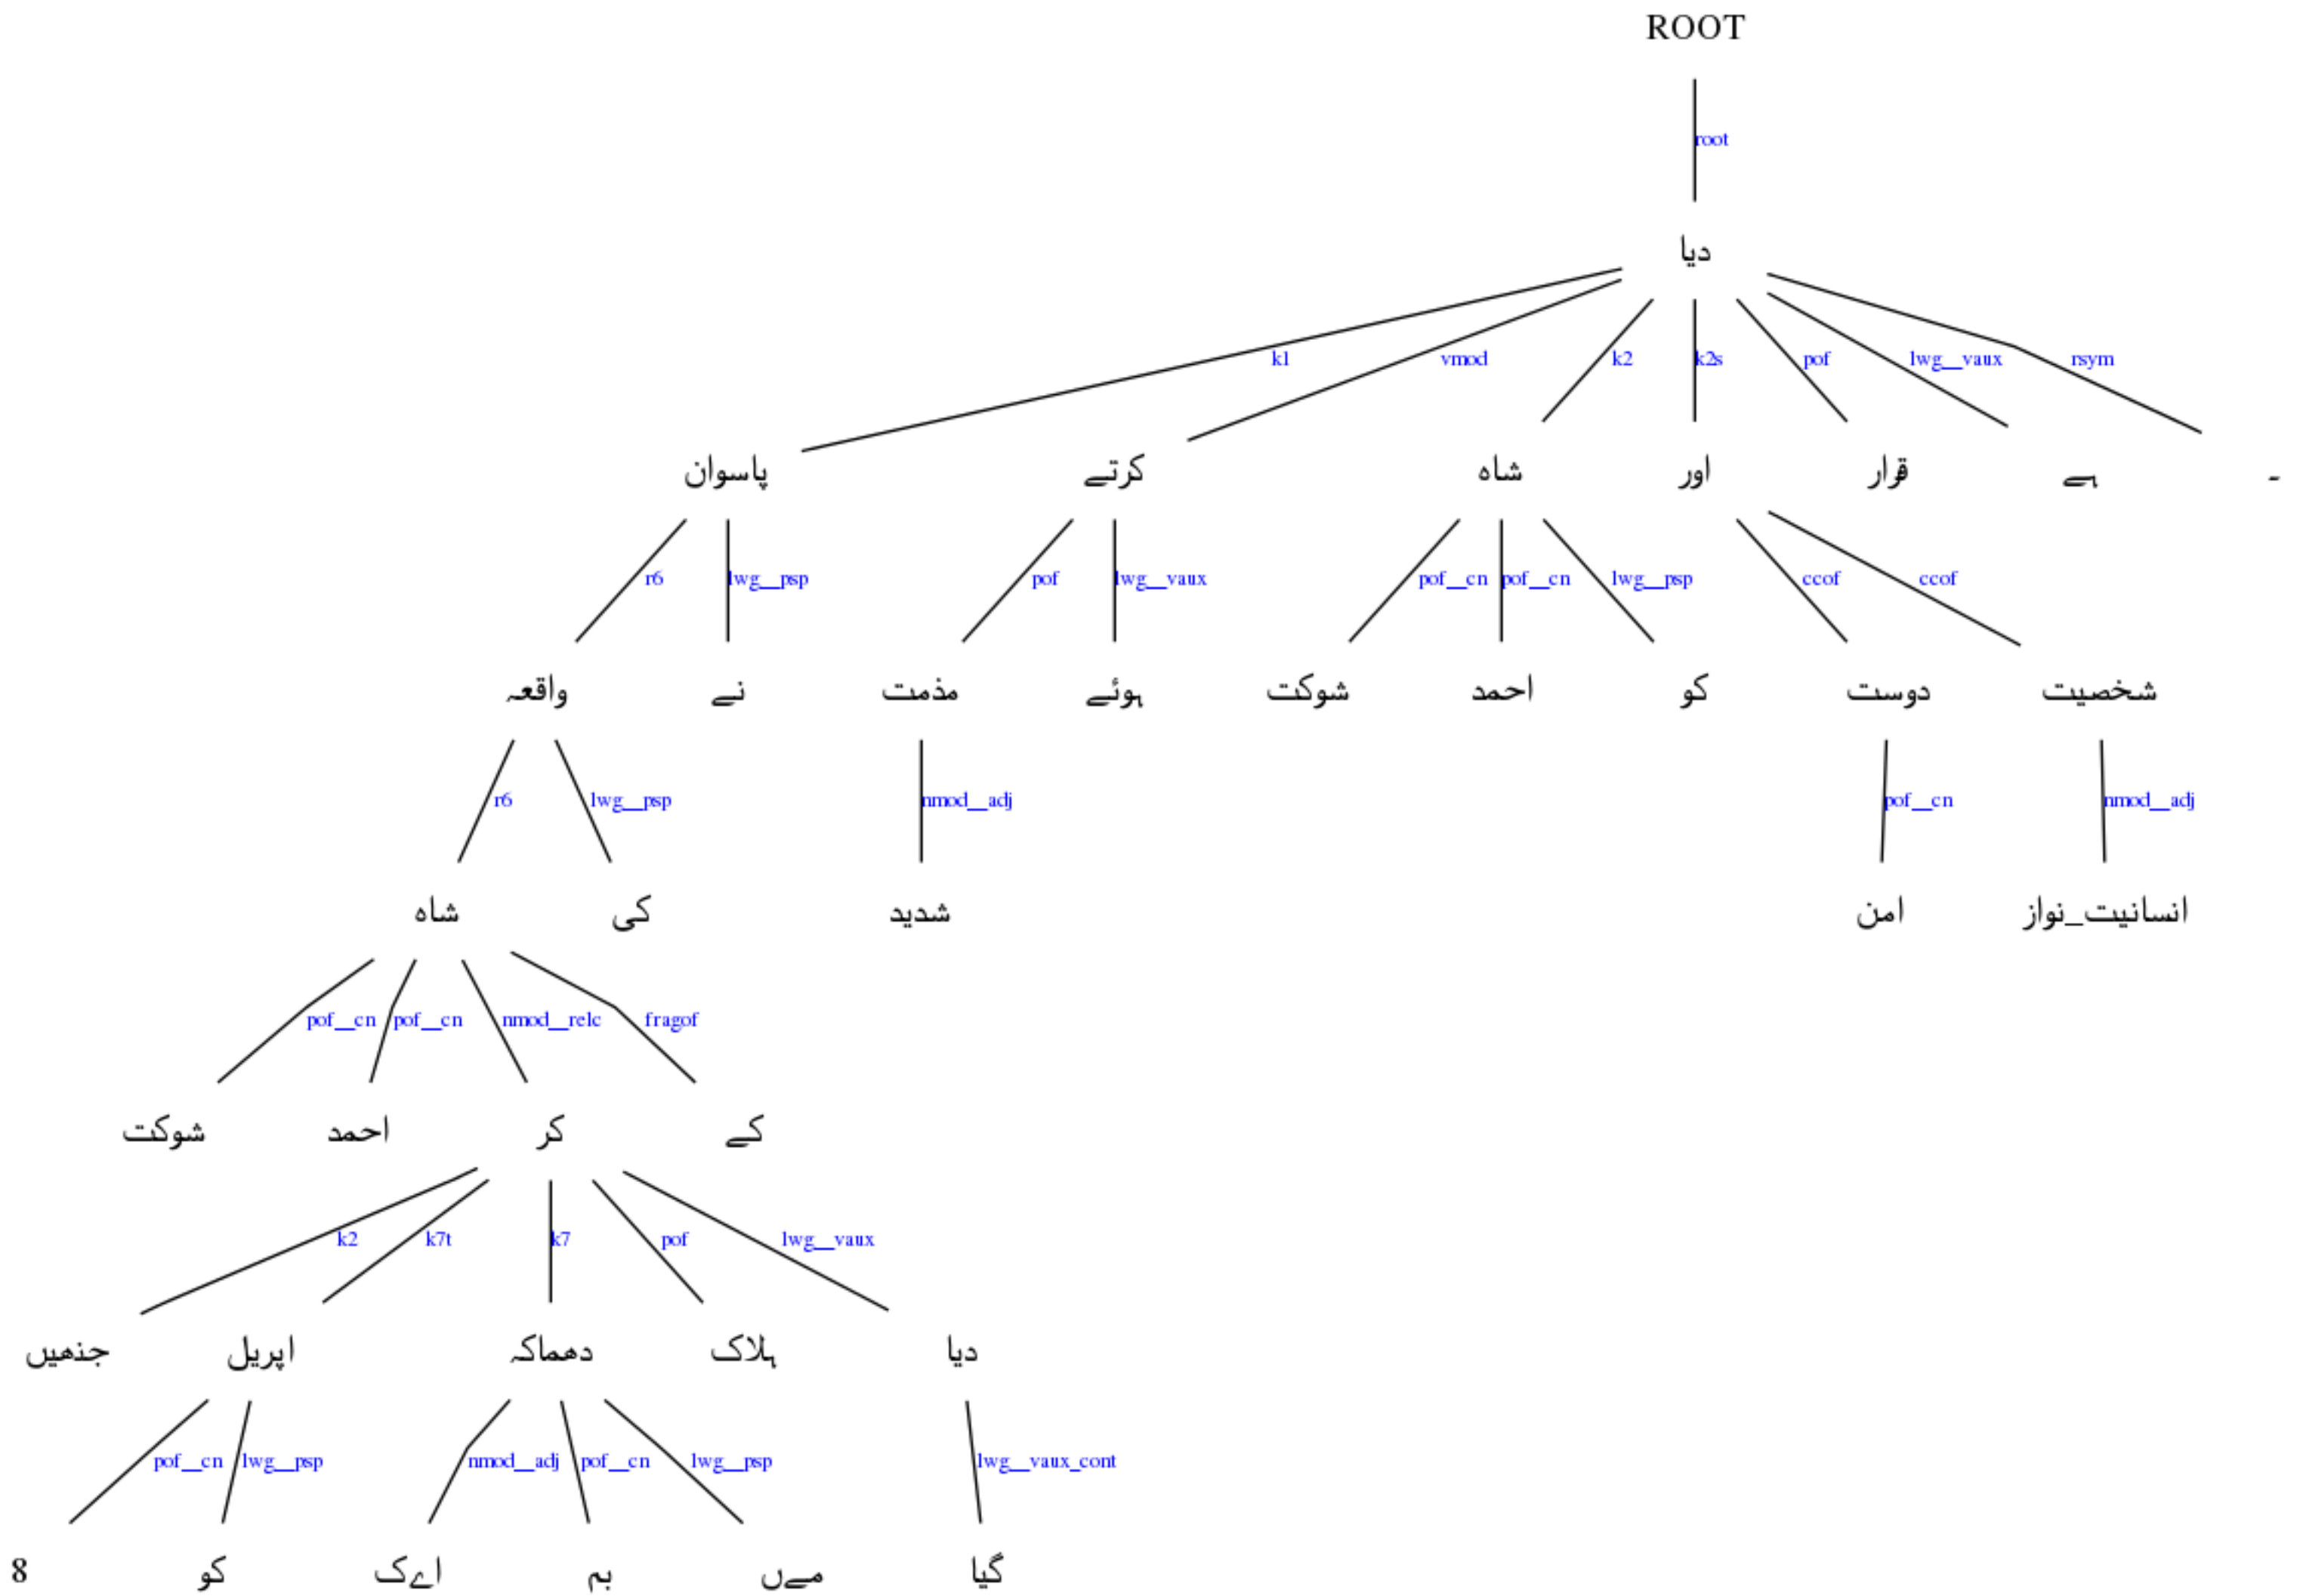 ROOT
root
دیا
k1 vmod k2 k2s pof lwg__vaux rsym
پاسوان کرتے شاہ اور قرار ہے ۔
r6 lwg__psp pof lwg__vaux pof__cn pof__cn lwg__psp ccof ccof
واقعہ نے مذمت ہوئے شوکت احمد کو دوست شخصیت
r6 lwg__psp nmod__adj pof__cn nmod__adj
شاہ کی شدید امن انسانیت_نواز
pof__cn pof__cn nmod__relc fragof
شوکت احمد کر کے
k2 k7t k7 pof lwg__vaux
جنھیں اپریل دھماکہ ہلاک دیا
pof__cn lwg__psp nmod__adj pof__cn lwg__psp lwg__vaux_cont
8 کو اےک بم مےں گیا